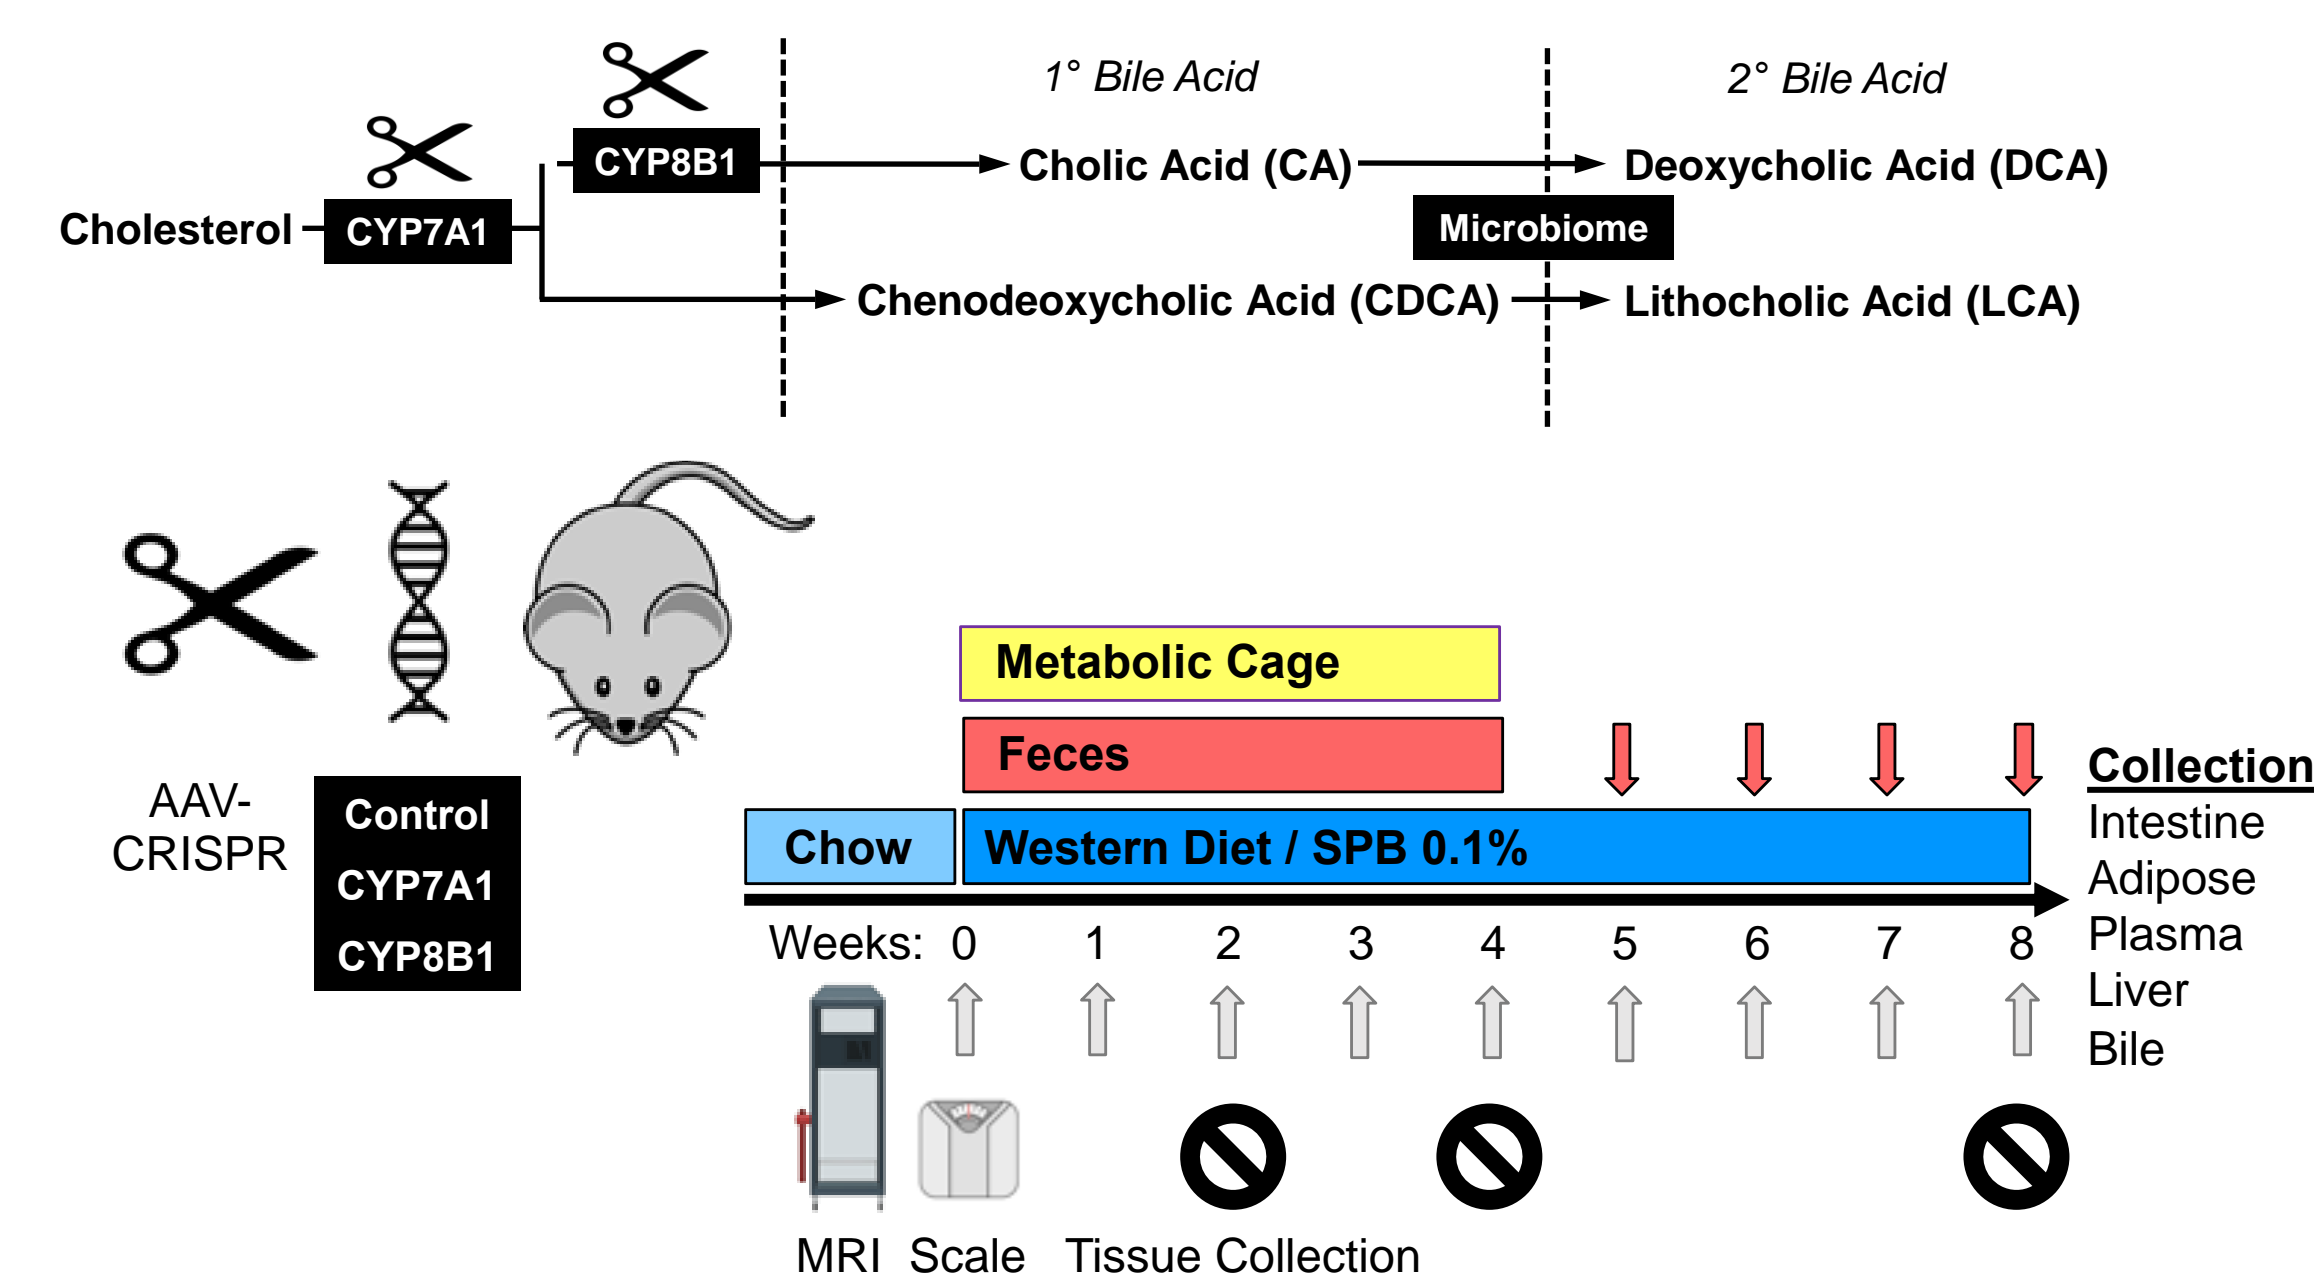 1° Bile Acid
2° Bile Acid
CYP8B1
Cholic Acid (CA)
Deoxycholic Acid (DCA)
Cholesterol
CYP7A1
Microbiome
Chenodeoxycholic Acid (CDCA)
Lithocholic Acid (LCA)
AAV-
CRISPR
Control
CYP7A1
CYP8B1
Metabolic Cage
Feces
Chow
Western Diet / SPB 0.1%
Weeks: 0 1 2 3 4 5 6 7 8
Collection
Intestine
Adipose
Plasma
Liver
Bile
MRI
Scale
Tissue Collection